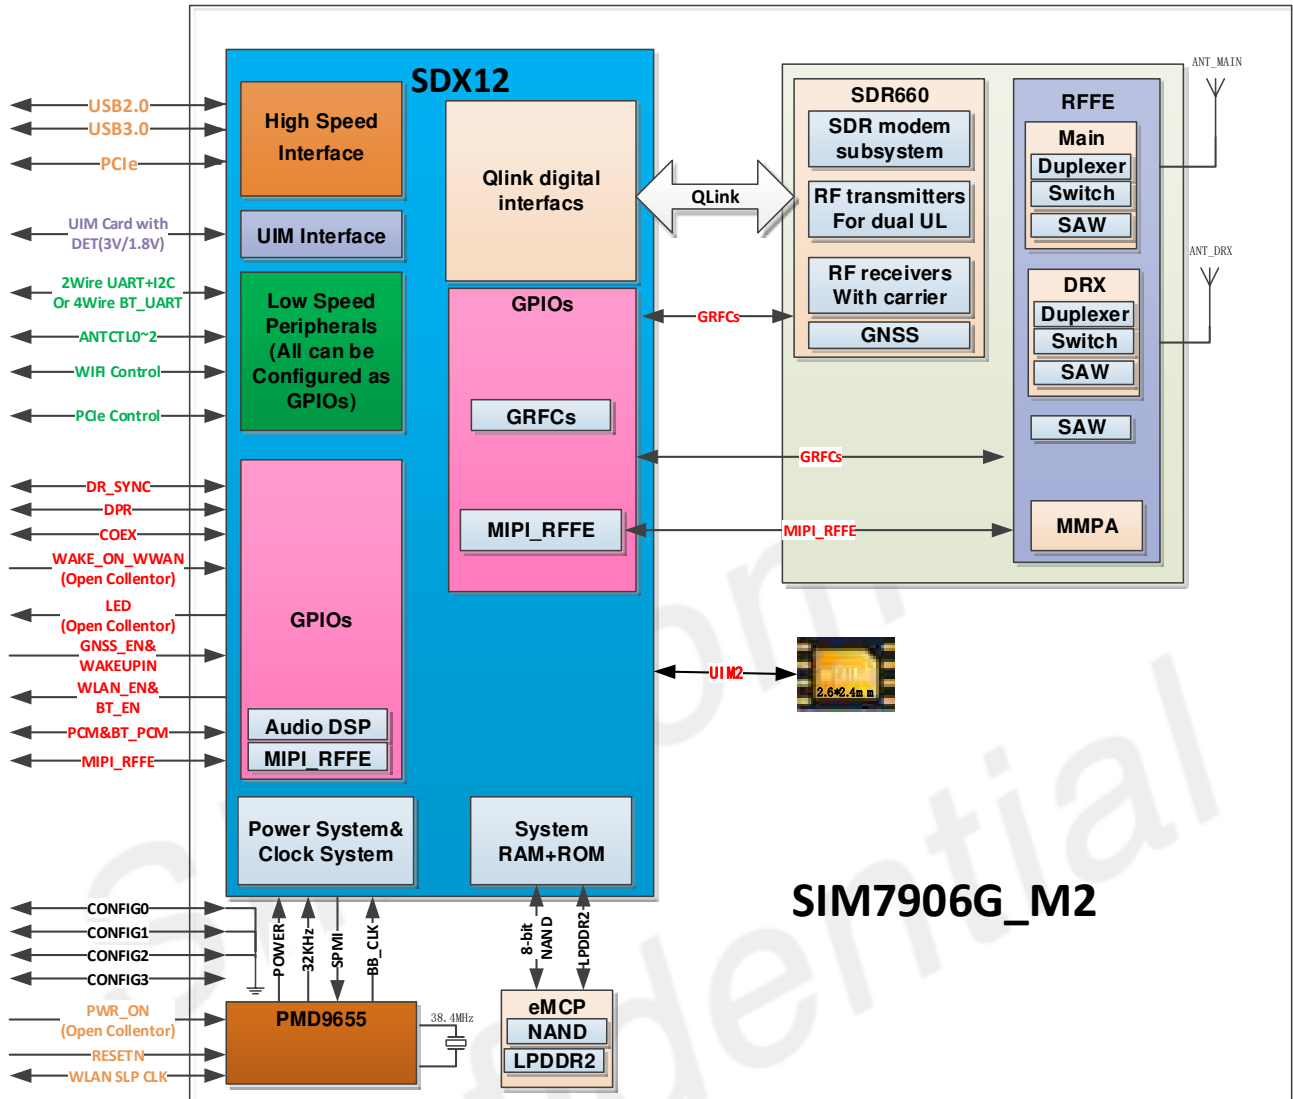 SDX12
USB2.0
USB3.0
PCIe
High Speed
Interface
UIM Card with
DET(3V/1.8V)
UIM Interface
2Wire UART+I2C
Or 4Wire BT_UART
ANTCTL0~2
WIFI Control
PCIe Control
Low Speed
Peripherals
(All can be
Configured as
GPIOs)
DR_SYNC
DPR
COEX
WAKE_ON_WWAN
(Open Collentor)
LED
(Open Collentor)
GNSS_EN&
WAKEUPIN
WLAN_EN&
BT_EN
PCM&BT_PCM
MIPI_RFFE
GPIOs
Audio DSP
MIPI_RFFE
Qlink digital
interfacs
GPIOs
GRFCs
MIPI_RFFE
Power System&
Clock System
System
RAM+ROM
QLink
GRFCs
GRFCs
MIPI_RFFE
UIM2
SDR660
SDR modem
subsystem
RF transmitters
For dual UL
RF receivers
With carrier
GNSS
RFFE
Main
Duplexer
Switch
SAW
DRX
Duplexer
Switch
SAW
SAW
MMPA
ANT_MAIN
ANT_DRX
2.6*2.4mm
SIM7906G_M2
CONFIG0
CONFIG1
CONFIG2
CONFIG3
POWER
32KHz
SPMI
BB_CLK
8-bit
NAND
LPDDR2
PWR_ON
(Open Collentor)
RESETN
WLAN SLP CLK
PMD9655
38.4MHz
eMCP
NAND
LPDDR2